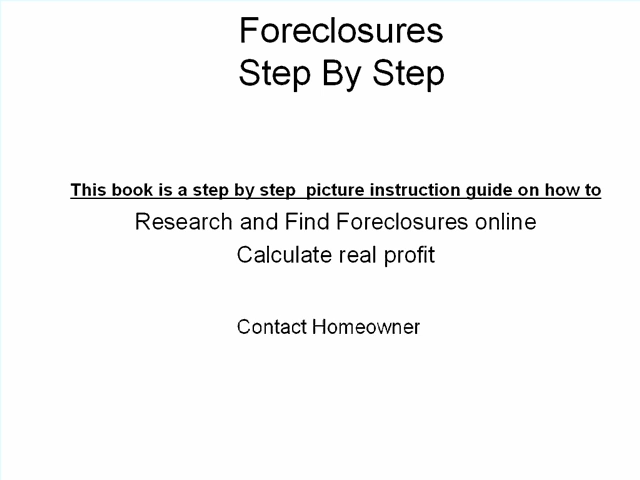 Foreclosures
Step By Step
This book is a step by step  picture instruction guide on how to
Research and Find Foreclosures online
Calculate real profit
Contact Homeowner